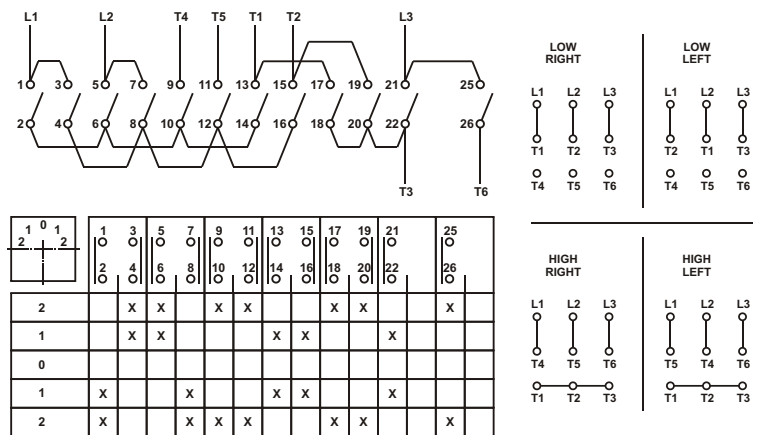 L1 L2 T4 T5 T1 T2 L3
1 3 5 7 9 11 13 15 17 19 21 25
2 4 6 8 10 12 14 16 18 20 22 26
T3 T6
2 1 0 1 2
1 3 5 7 9 11 13 15 17 19 21 25
2 4 6 8 10 12 14 16 18 20 22 26
2 X X X X X X X
1 X X X X X
0
1 X X X X X
2 X X X X X X X
LOW
RIGHT
L1 L2 L3
T1 T2 T3
T4 T5 T6
LOW
LEFT
L1 L2 L3
T2 T1 T3
T4 T5 T6
HIGH
RIGHT
L1 L2 L3
T4 T5 T6
T1 T2 T3
HIGH
LEFT
L1 L2 L3
T5 T4 T6
T1 T2 T3